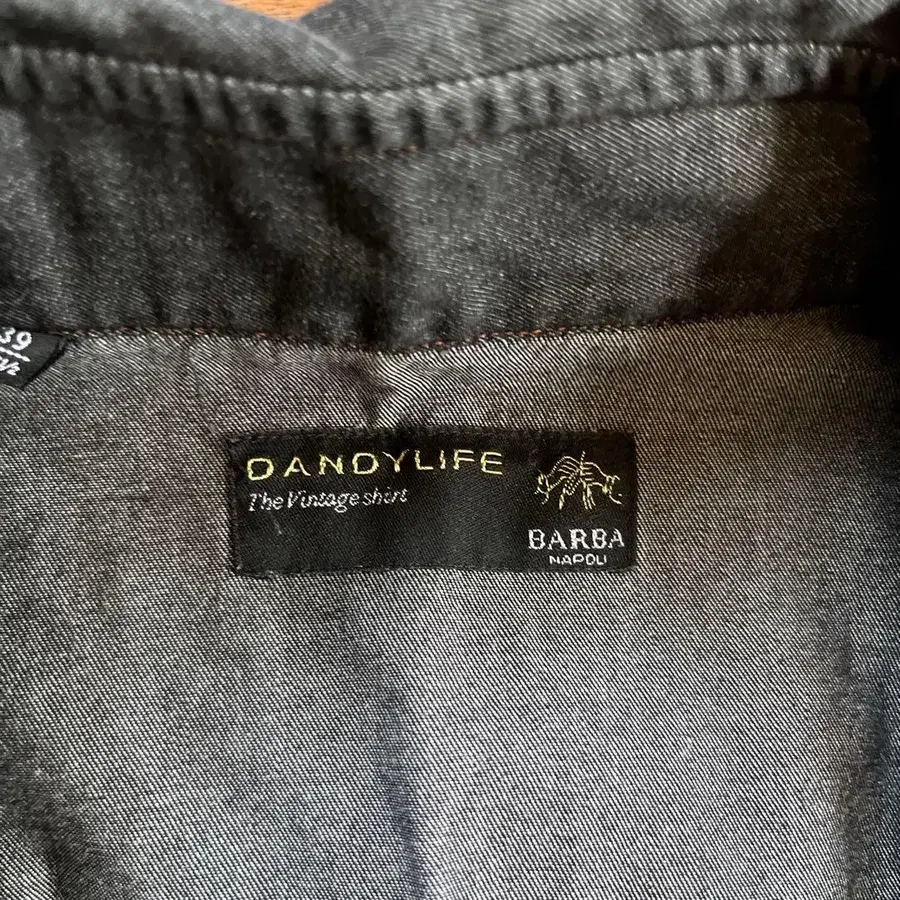 39
DANDYLIFE
The Vintage shirt
BARBA
NAPOLI